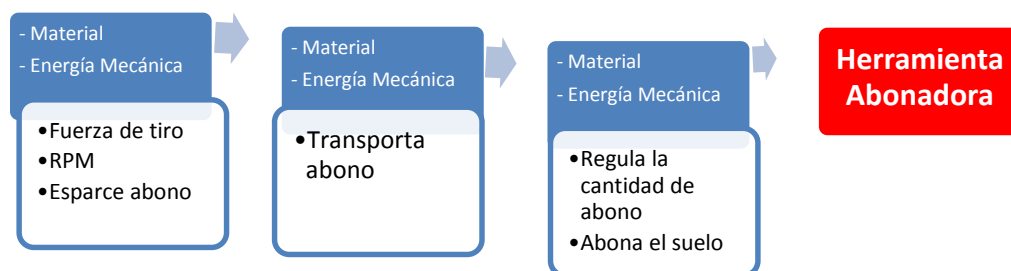 - Material
- Energía Mecánica
•Fuerza de tiro
•RPM
•Esparce abono
- Material
- Energía Mecánica
•Transporta
abono
- Material
- Energía Mecánica
•Regula la
cantidad de
abono
•Abona el suelo
Herramienta
Abonadora